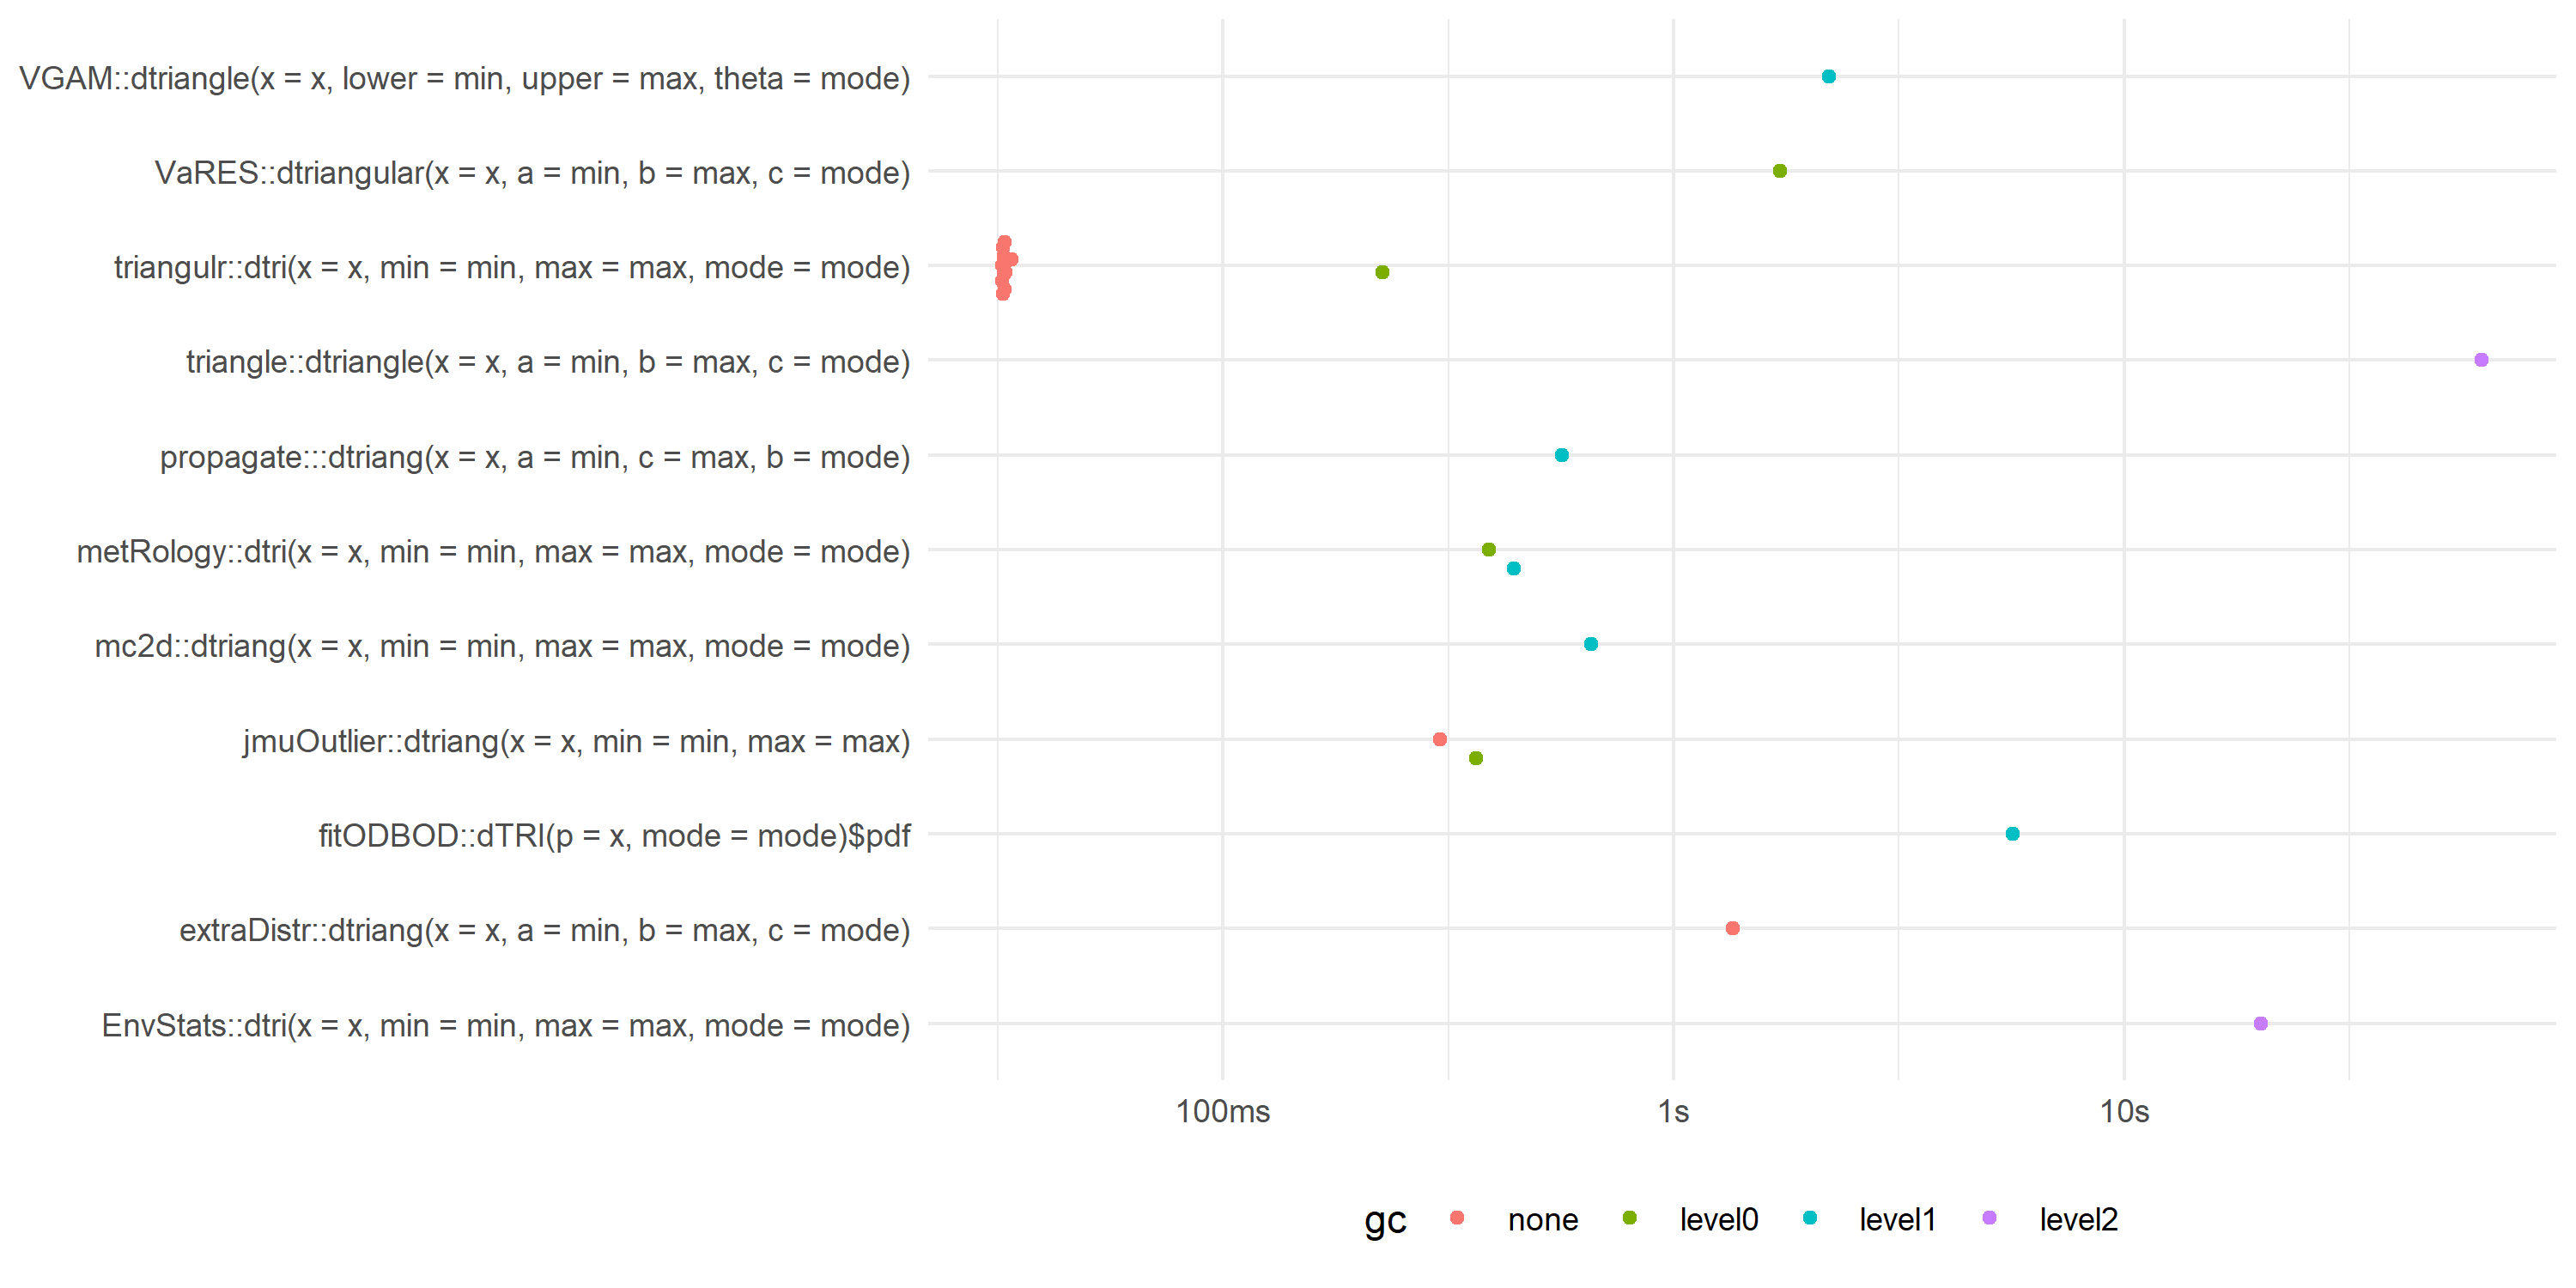 VGAM::dtriangle(x = x, lower = min, upper = max, theta = mode)
VaRES::dtriangular(x = x, a = min, b = max, c = mode)
triangulr::dtri(x = x, min = min, max = max, mode = mode)
triangle::dtriangle(x = x, a = min, b = max, c = mode)
propagate:::dtriang(x = x, a = min, c = max, b = mode)
metRology::dtri(x = x, min = min, max = max, mode = mode)
mc2d::dtriang(x = x, min = min, max = max, mode = mode)
jmuOutlier::dtriang(x = x, min = min, max = max)
fitODBOD::dTRI(p = x, mode = mode)$pdf
extraDistr::dtriang(x = x, a = min, b = max, c = mode)
EnvStats::dtri(x = x, min = min, max = max, mode = mode)
100ms 1s 10s
gc none level0 level1 level2